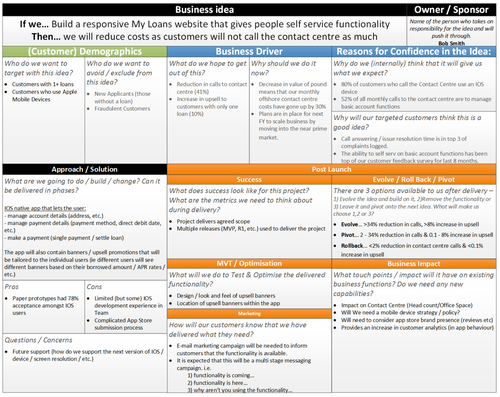 Business idea
Owner / Sponsor
If we... Build a responsive My Loans website that gives people self service functionality
Then... we will reduce costs as customers will not call the contact centre as much
Name of the person who takes
responsibility for the idea and will
push it through.
Bob Smith
(Customer) Demographics
Business Driver
Reasons for Confidence in the Idea:
Who do we want to
target with this idea?
• Customers with 1+ loans
• Customers who use Apple
Mobile Devices
Who do we want to
avoid / exclude from
this idea?
• New Applicants (those
without a loan)
• Fraudulent Customers
What do we hope to get
out of this?
• Reduction in calls to contact
centre (41%)
• Increase in upsell to
customers with only one
loan (10%)
Why should we do it
now?
• Decrease in value of pound
means that our monthly
offshore contact centre
costs have gone up by 30%
• Plans are in place for next
FY to scale business by
moving into the near prime
market.
Why do we (internally) think that it will give us
what we expect?
• 80% of customers who call the Contact Centre use an IOS
device
• 52% of all monthly calls to the contact centre are to manage
basic account functions
Why will our targeted customers think this is a
good idea?
• Call answering / issue resolution time is in top 3 of
complaints logged.
• The ability to self serv on basic account functions has been
top of our customer feedback survey for last 8 months.
Approach / Solution
What are we going to do / build / change? Can it
be delivered in phases?
IOS native app that lets the user:
- manage account details (address, etc.)
- manage payment details (payment method, direct debit date,
etc.)
- make a payment (single payment / settle loan)
The app will also contain banners / upsell promotions that will
be tailored to the individual users (ie different users will see
different banners based on their borrowed amount / APR rates /
etc.)
Pros
• Paper prototypes had 78%
acceptance amongst IOS
users
Cons
• Limited (but some) IOS
development experience in
Team
• Complicated App Store
submission process
Questions / Concerns
• Future support (how do we support the next version of IOS /
device / screen resolution / etc.)
Post Launch
Success
What does success look like for this project?
What are the metrics we need to think about
during delivery?
• Project delivers agreed scope
• Multiple releases (MVP, R1, etc.) used to deliver the project
MVT / Optimisation
What will we do to Test & Optimise the delivered
functionality?
• Design / look and feel of upsell banners
• Location of upsell banners within the app
Marketing
How will our customers know that we have
delivered what they need?
• E-mail marketing campaign will be needed to inform
customers that the functionality is available.
• It is expected that this will be a multi stage messaging
campaign. i.e.
1) functionality is coming...
2) functionality is here...
3) why aren't you using the functionality...
Evolve / Roll Back / Pivot
There are 3 options available to us after delivery –
1) Evolve the idea and build on it, 2)Remove the functionality or
3) Leave it and pivot onto the next idea. What will make us
choose 1,2 or 3?
• Evolve... >34% reduction in calls, >8% increase in upsell
• Pivot... 2 - 34% reduction in calls & 0.1 - 8% increase in upsell
• Rollback... <2% reduction in contact centre calls & <0.1%
increase in upsell
Business Impact
What touch points / impact will it have on existing
business functions? Do we need any new
capabilities?
• Impact on Contact Centre (Head count/Office Space)
• Will We need a mobile device strategy / policy?
• Will need to consider app store brand presence (reviews etc)
• Provides an increase in customer analytics (in app behaviour)